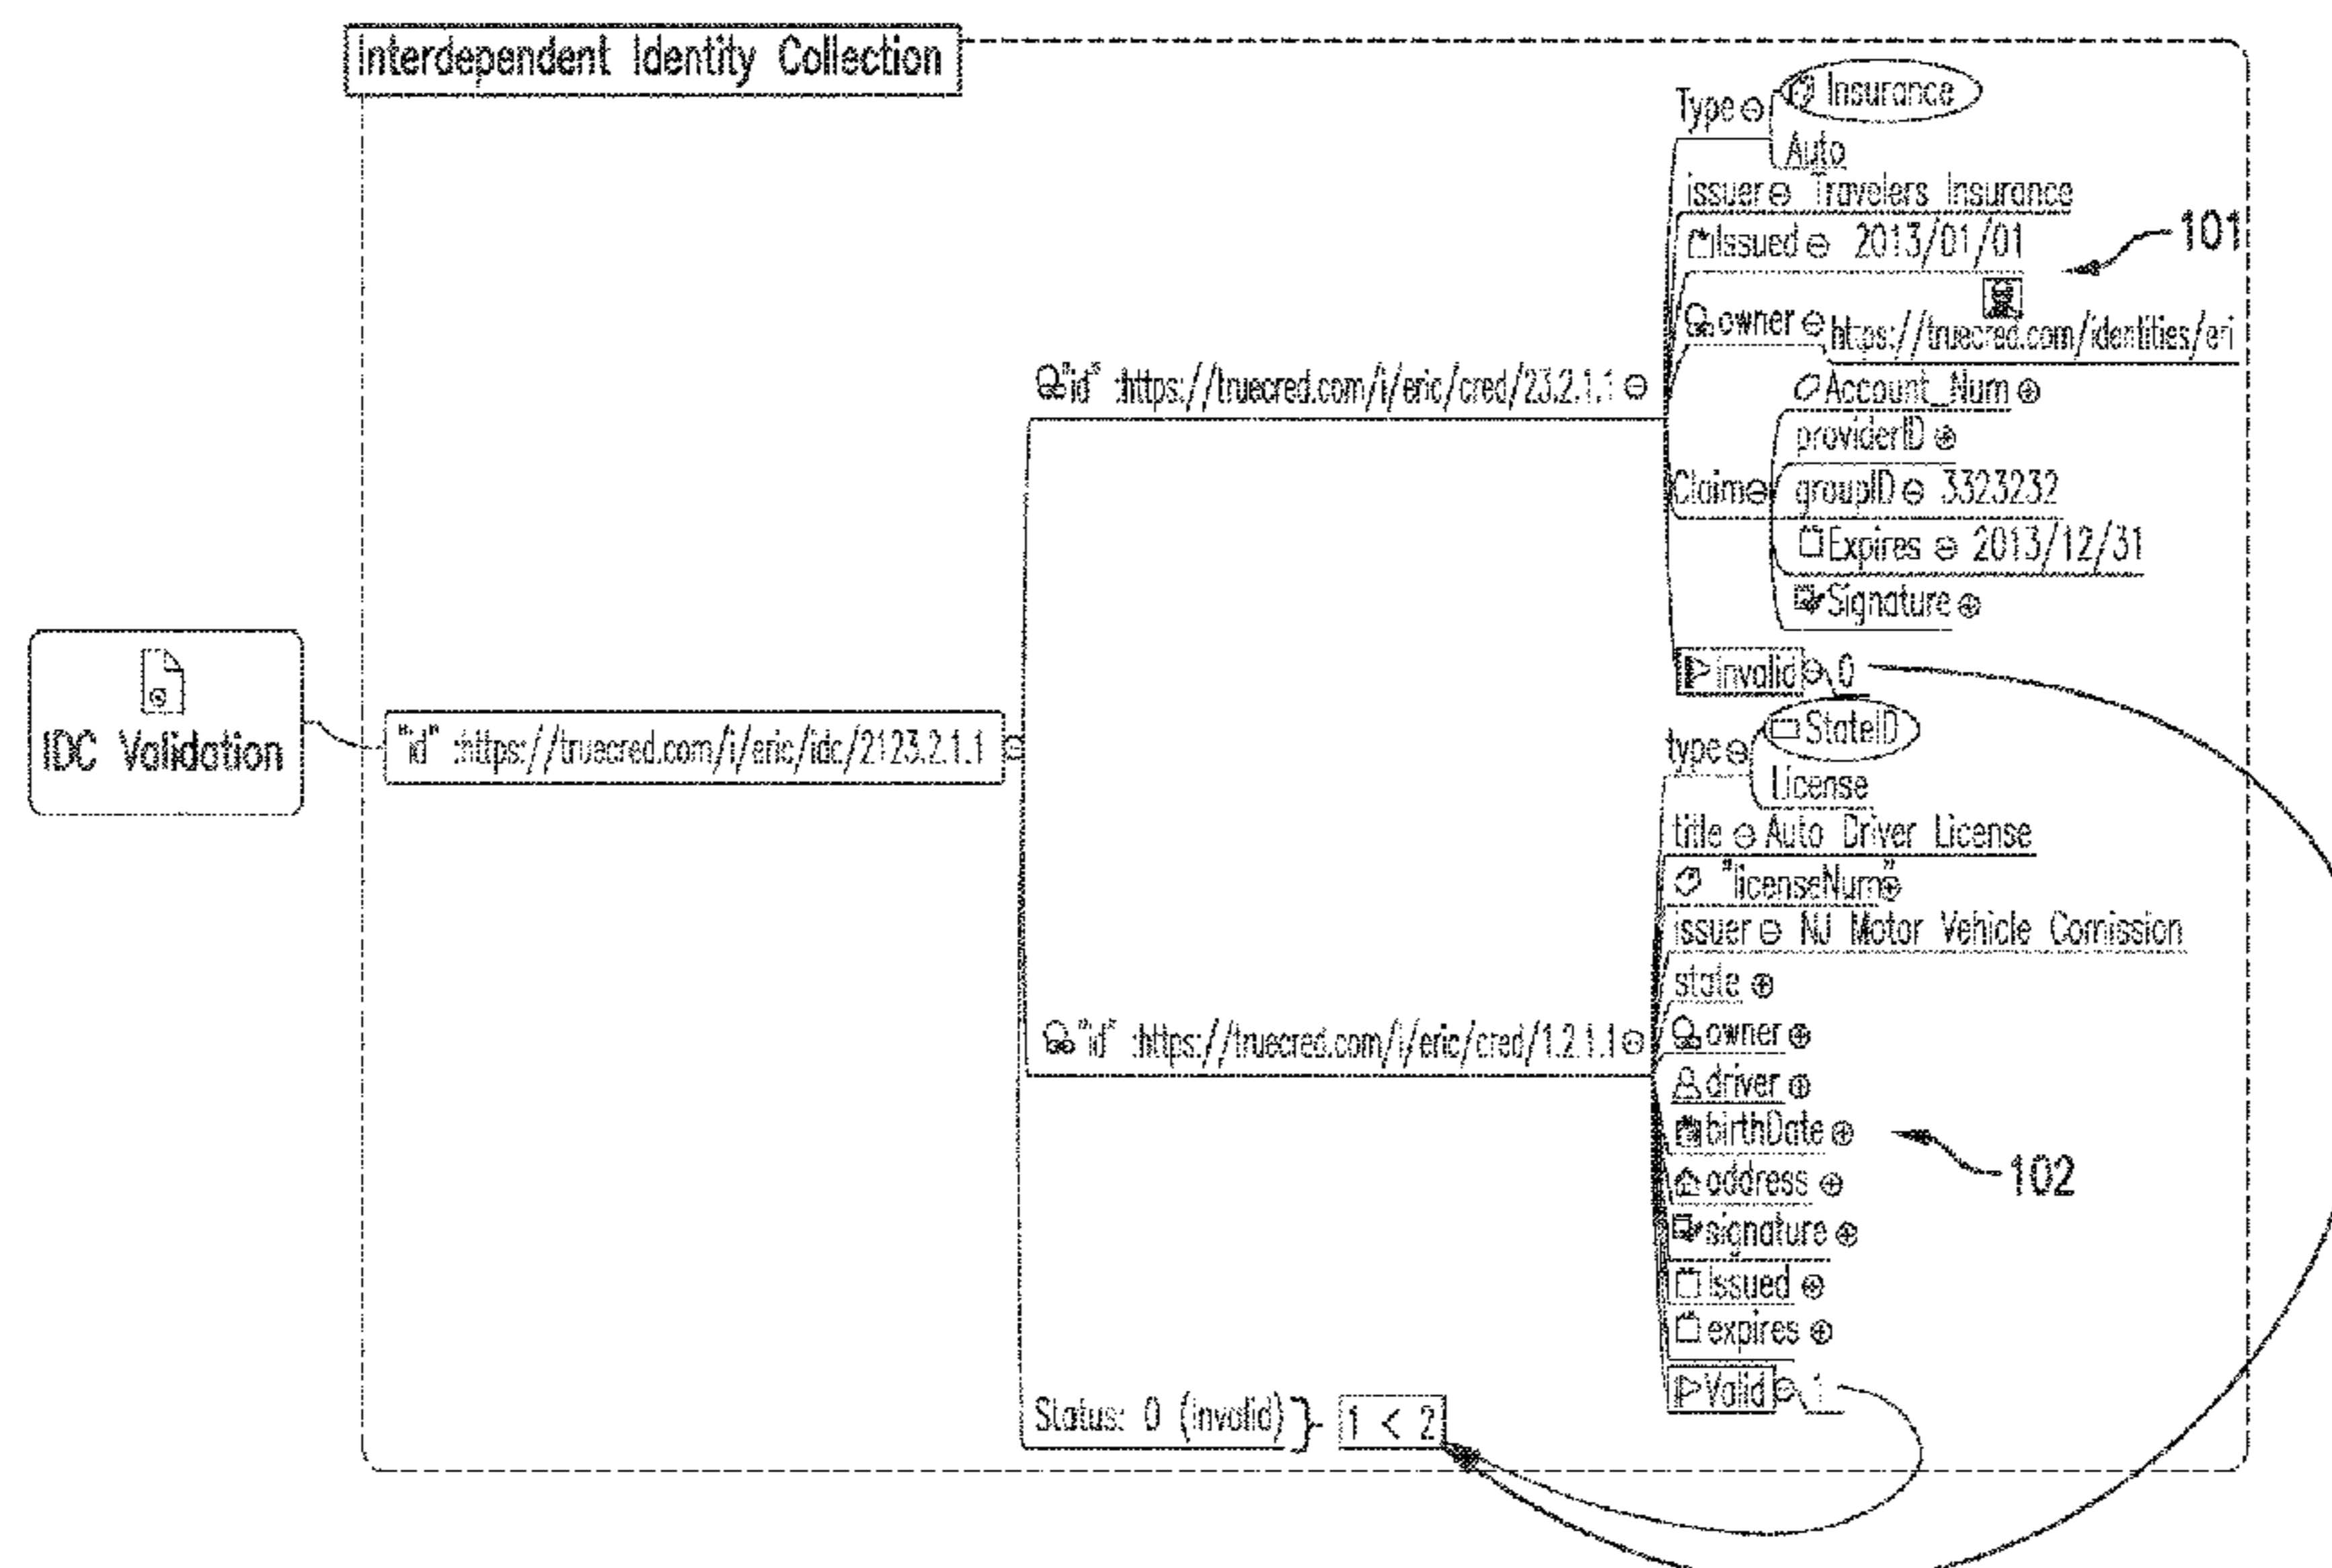 Interdependent Identity Collection
Type
Insurance
Auto
issuer Travelers Insurance
Issued 2013/01/01
101
owner
https://truecred.com/identities/eri
"id" :https://truecred.com/i/eric/cred/23.2.1.1
Account_Num
providerID
Claim
groupID 3323232
Expires 2013/12/31
Signature
invalid 0
IDC Validation
"id" :https://truecred.com/i/eric/idc/2123.2.1.1
type
StateID
License
title Auto Driver License
"licenseNum"
issuer NJ Motor Vehicle Comission
state
"id" :https://truecred.com/i/eric/cred/1.2.1.1
owner
driver
birthDate
102
address
signature
Issued
expires
Valid 1
Status: 0 (invalid)
1 < 2